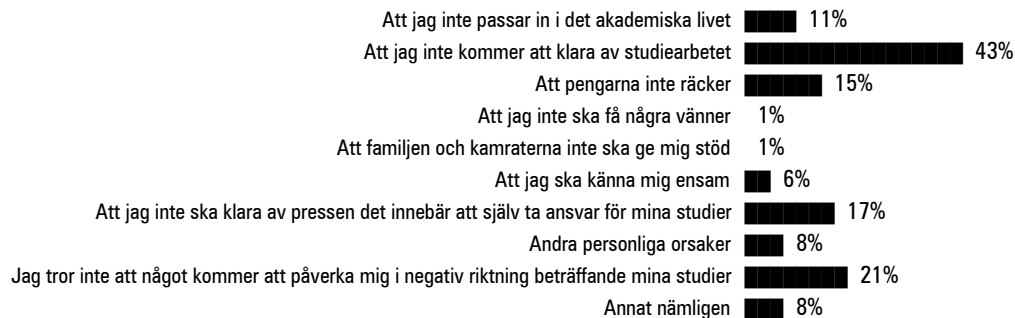 Att jag inte passar in i det akademiska livet 11%
Att jag inte kommer att klara av studiearbetet 43%
Att pengarna inte räcker 15%
Att jag inte ska få några vänner 1%
Att familjen och kamraterna inte ska ge mig stöd 1%
Att jag ska känna mig ensam 6%
Att jag inte ska klara av pressen det innebär att själv ta ansvar för mina studier 17%
Andra personliga orsaker 8%
Jag tror inte att något kommer att påverka mig i negativ riktning beträffande mina studier 21%
Annat nämligen 8%